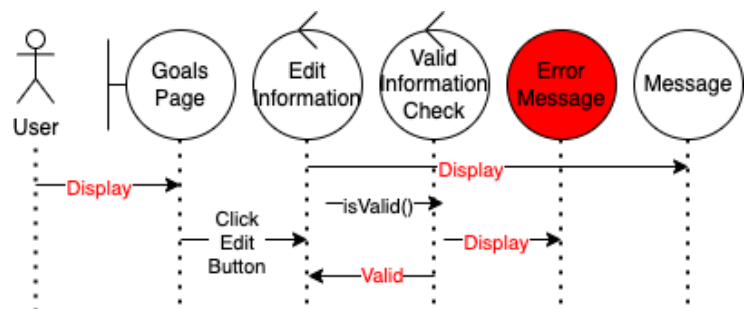 Goals
Page
Edit
Information
Valid
Information
Check
Error
Message
Message
User
Display
Display
isValid()
Click
Edit
Button
Display
Valid